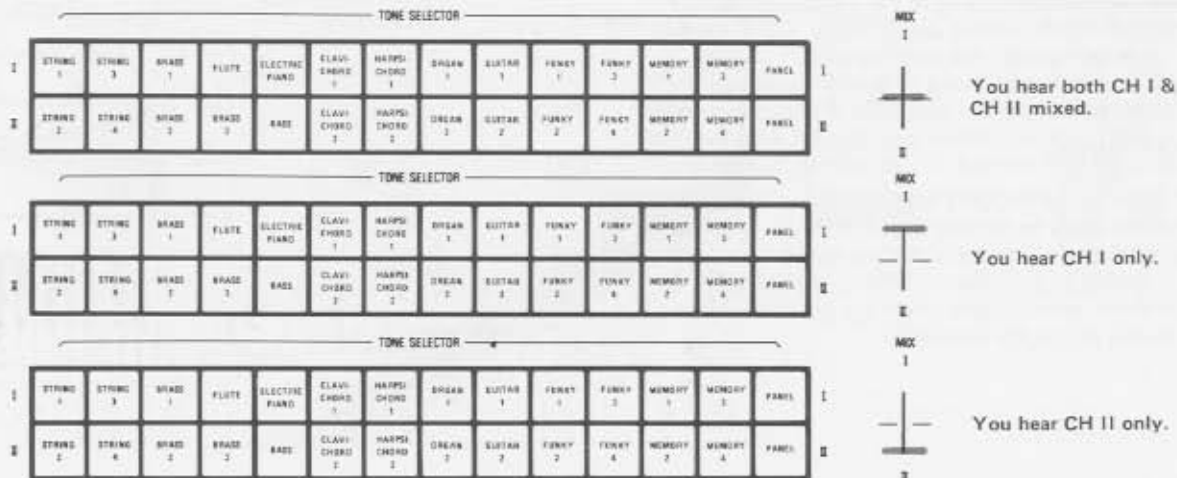 TONE SELECTOR
MIX
I
I STRING 1 STRING 3 BRASS 1 FLUTE ELECTRIC PIANO CLAVI-CHORD 1 HARPSI CHORD 1 ORGAN 1 GUITAR 1 FUNKY 1 FUNKY 3 MEMORY 1 MEMORY 3 PANEL I
II STRING 2 STRING 4 BRASS 2 BRASS 3 BASS CLAVI-CHORD 2 HARPSI CHORD 2 ORGAN 2 GUITAR 2 FUNKY 2 FUNKY 4 MEMORY 2 MEMORY 4 PANEL II
You hear both CH I &
CH II mixed.
II
TONE SELECTOR
MIX
I
I STRING 1 STRING 3 BRASS 1 FLUTE ELECTRIC PIANO CLAVI-CHORD 1 HARPSI CHORD 1 ORGAN 1 GUITAR 1 FUNKY 1 FUNKY 3 MEMORY 1 MEMORY 3 PANEL I
II STRING 2 STRING 4 BRASS 2 BRASS 3 BASS CLAVI-CHORD 2 HARPSI CHORD 2 ORGAN 2 GUITAR 2 FUNKY 2 FUNKY 4 MEMORY 2 MEMORY 4 PANEL II
You hear CH I only.
II
TONE SELECTOR
MIX
I
I STRING 1 STRING 3 BRASS 1 FLUTE ELECTRIC PIANO CLAVI-CHORD 1 HARPSI CHORD 1 ORGAN 1 GUITAR 1 FUNKY 1 FUNKY 3 MEMORY 1 MEMORY 3 PANEL I
II STRING 2 STRING 4 BRASS 2 BRASS 3 BASS CLAVI-CHORD 2 HARPSI CHORD 2 ORGAN 2 GUITAR 2 FUNKY 2 FUNKY 4 MEMORY 2 MEMORY 4 PANEL II
You hear CH II only.
II